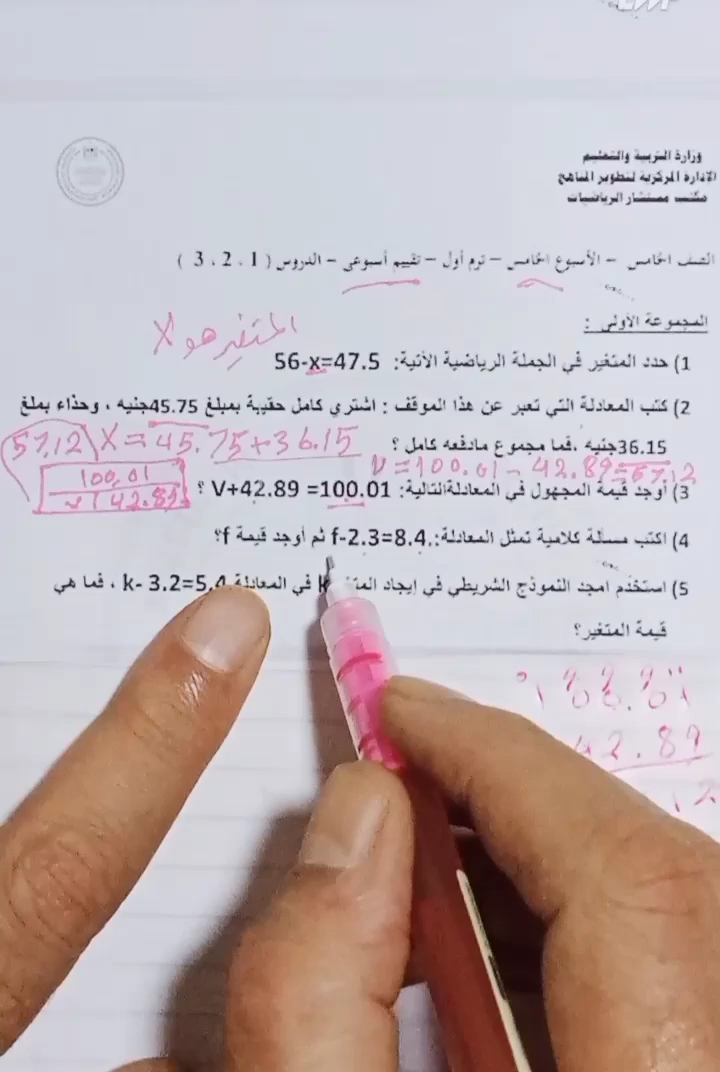 وزارة التربية والتعليم
الإدارة المركزية لتطوير المناهج
مكتب مستشار الرياضيات
الصف الخامس – الأسبوع الخامس – ترم أول – تقييم أسبوعى – الدروس ( 1 ، 2 ، 3 )
المجموعة الأولى :
المتغير هو X
1) حدد المتغير في الجملة الرياضية الأتية: 56-x=47.5
2) كتب المعادلة التي تعبر عن هذا الموقف : اشتري كامل حقيبة بمبلغ 45.75جنيه ، وحذاء بملغ
36.15جنيه ،فما مجموع مادفعه كامل ؟
X = 45.75+36.15
57.12
v = 100.01 - 42.89=57.12
3) أوجد قيمة المجهول في المعادلةالتالية: V+42.89 =100.01 ؟
100,01
v | 42.89
4) اكتب مسألة كلامية تمثل المعادلة:.f-2.3=8.4 ثم أوجد قيمة f؟
5) استخدم امجد النموذج الشريطي في إيجاد في المعادلة k- 3.2=5.4 ، فما هي
قيمة المتغير؟
42.89